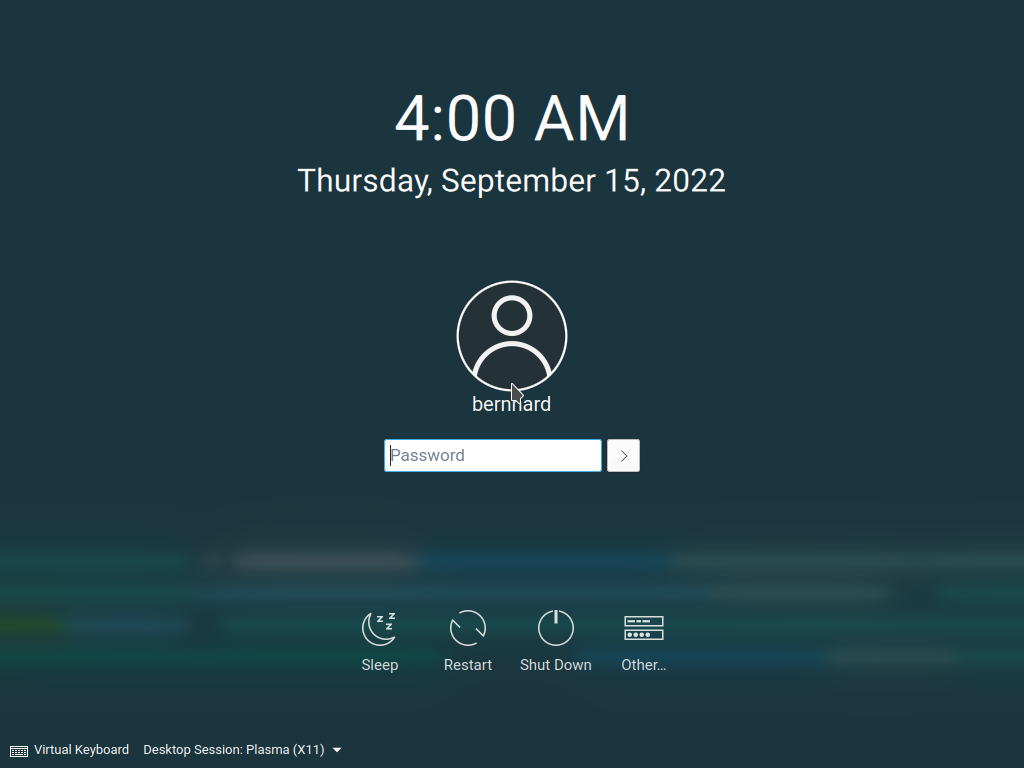 4:00 AM
Thursday, September 15, 2022
bernhard
Password
Sleep
Restart
Shut Down
Other...
Virtual Keyboard
Desktop Session: Plasma (X11)